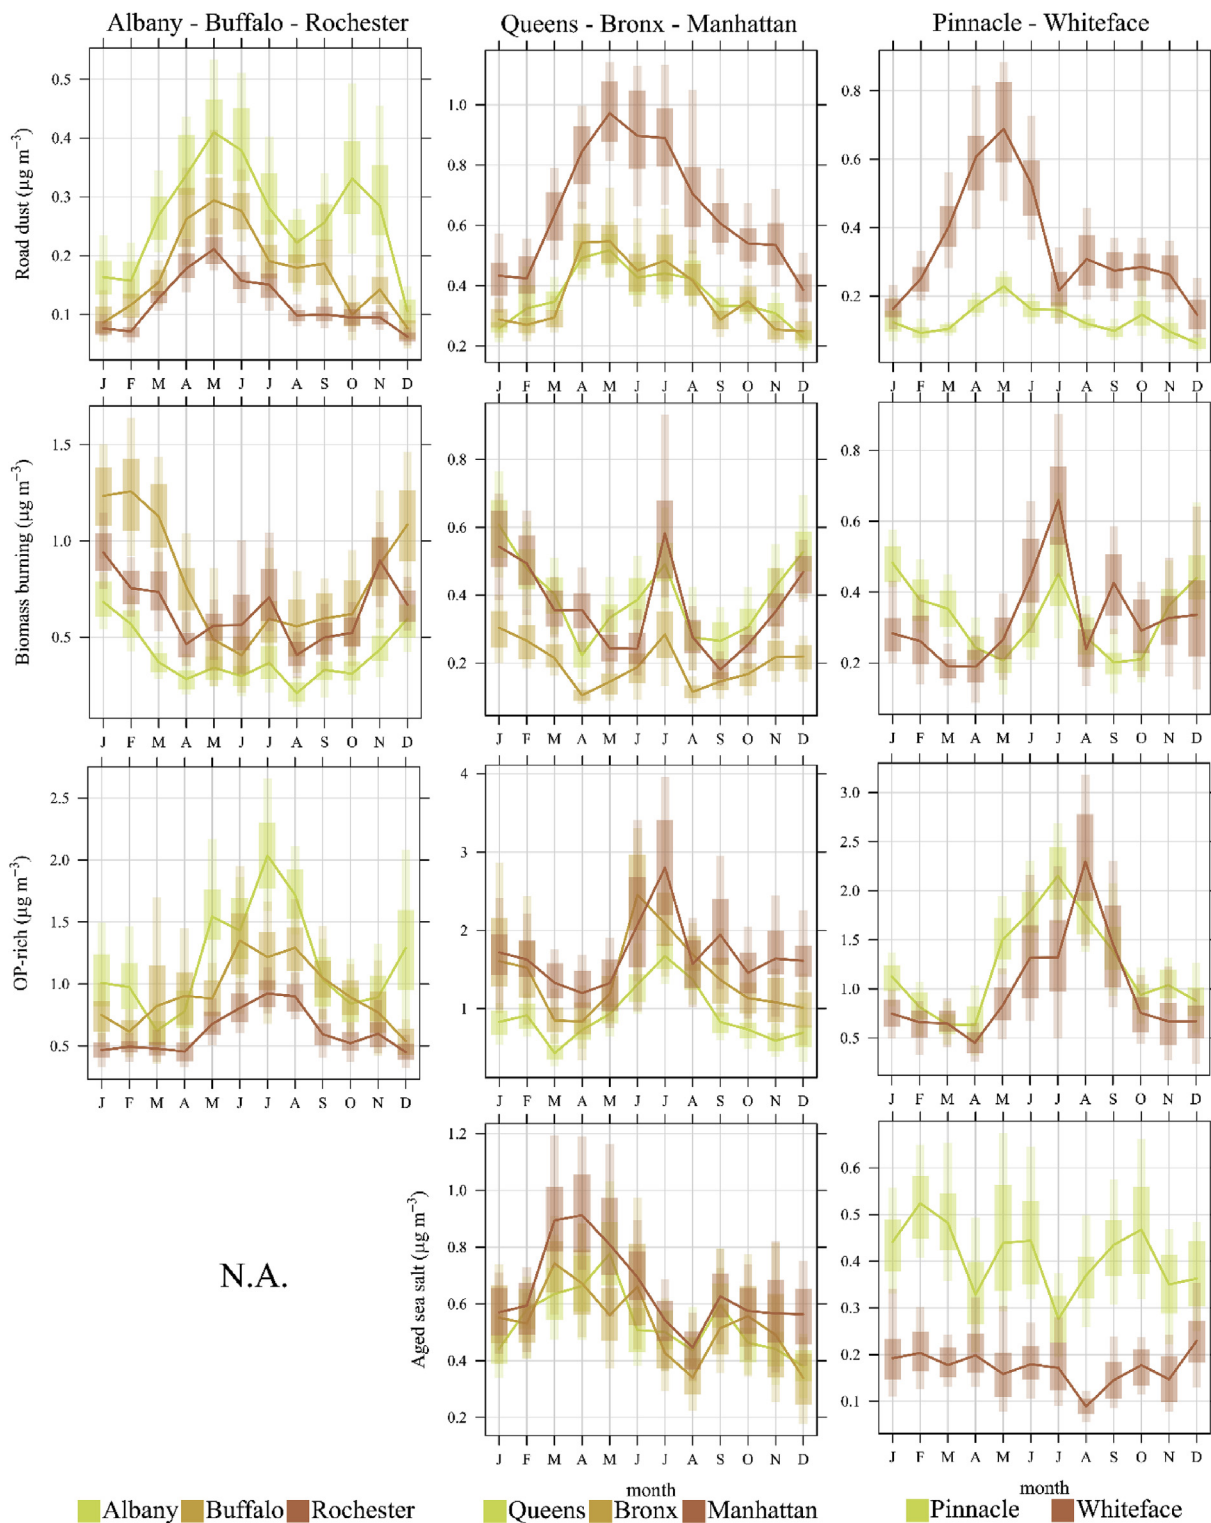 Albany - Buffalo - Rochester
Queens - Bronx - Manhattan
Pinnacle - Whiteface
Road dust (µg m⁻³)
0.5
0.4
0.3
0.2
0.1
J F M A M J J A S O N D
1.0
0.8
0.6
0.4
0.2
J F M A M J J A S O N D
0.8
0.6
0.4
0.2
J F M A M J J A S O N D
Biomass burning (µg m⁻³)
1.5
1.0
0.5
J F M A M J J A S O N D
0.8
0.6
0.4
0.2
J F M A M J J A S O N D
0.8
0.6
0.4
0.2
J F M A M J J A S O N D
OP-rich (µg m⁻³)
2.5
2.0
1.5
1.0
0.5
J F M A M J J A S O N D
4
3
2
1
J F M A M J J A S O N D
3.0
2.5
2.0
1.5
1.0
0.5
J F M A M J J A S O N D
N.A.
Aged sea salt (µg m⁻³)
1.2
1.0
0.8
0.6
0.4
0.2
J F M A M J J A S O N D
0.6
0.5
0.4
0.3
0.2
0.1
J F M A M J J A S O N D
month
month
Albany Buffalo Rochester
Queens Bronx Manhattan
Pinnacle Whiteface